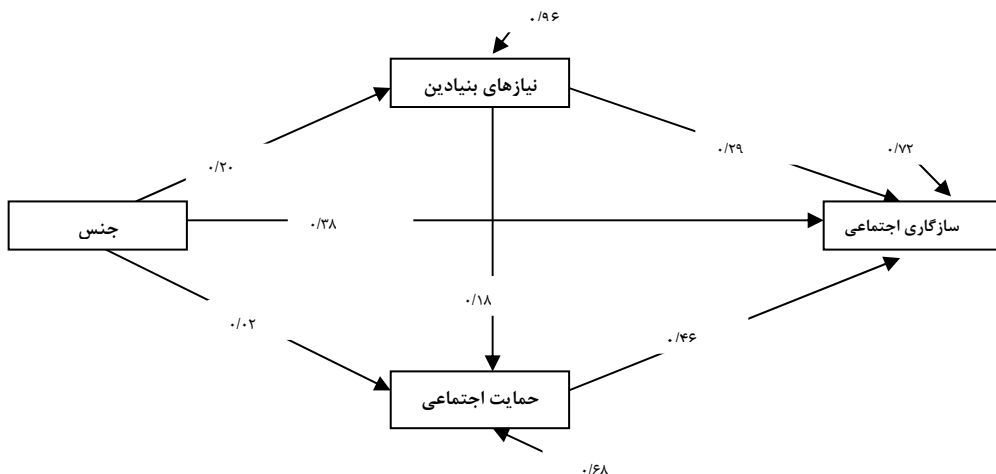 ۰/۹۶
نیازهای بنیادین
۰/۷۲
۰/۲۹
۰/۲۰
جنس
۰/۳۸
سازگاری اجتماعی
۰/۱۸
۰/۰۲
۰/۴۶
حمایت اجتماعی
۰/۶۸